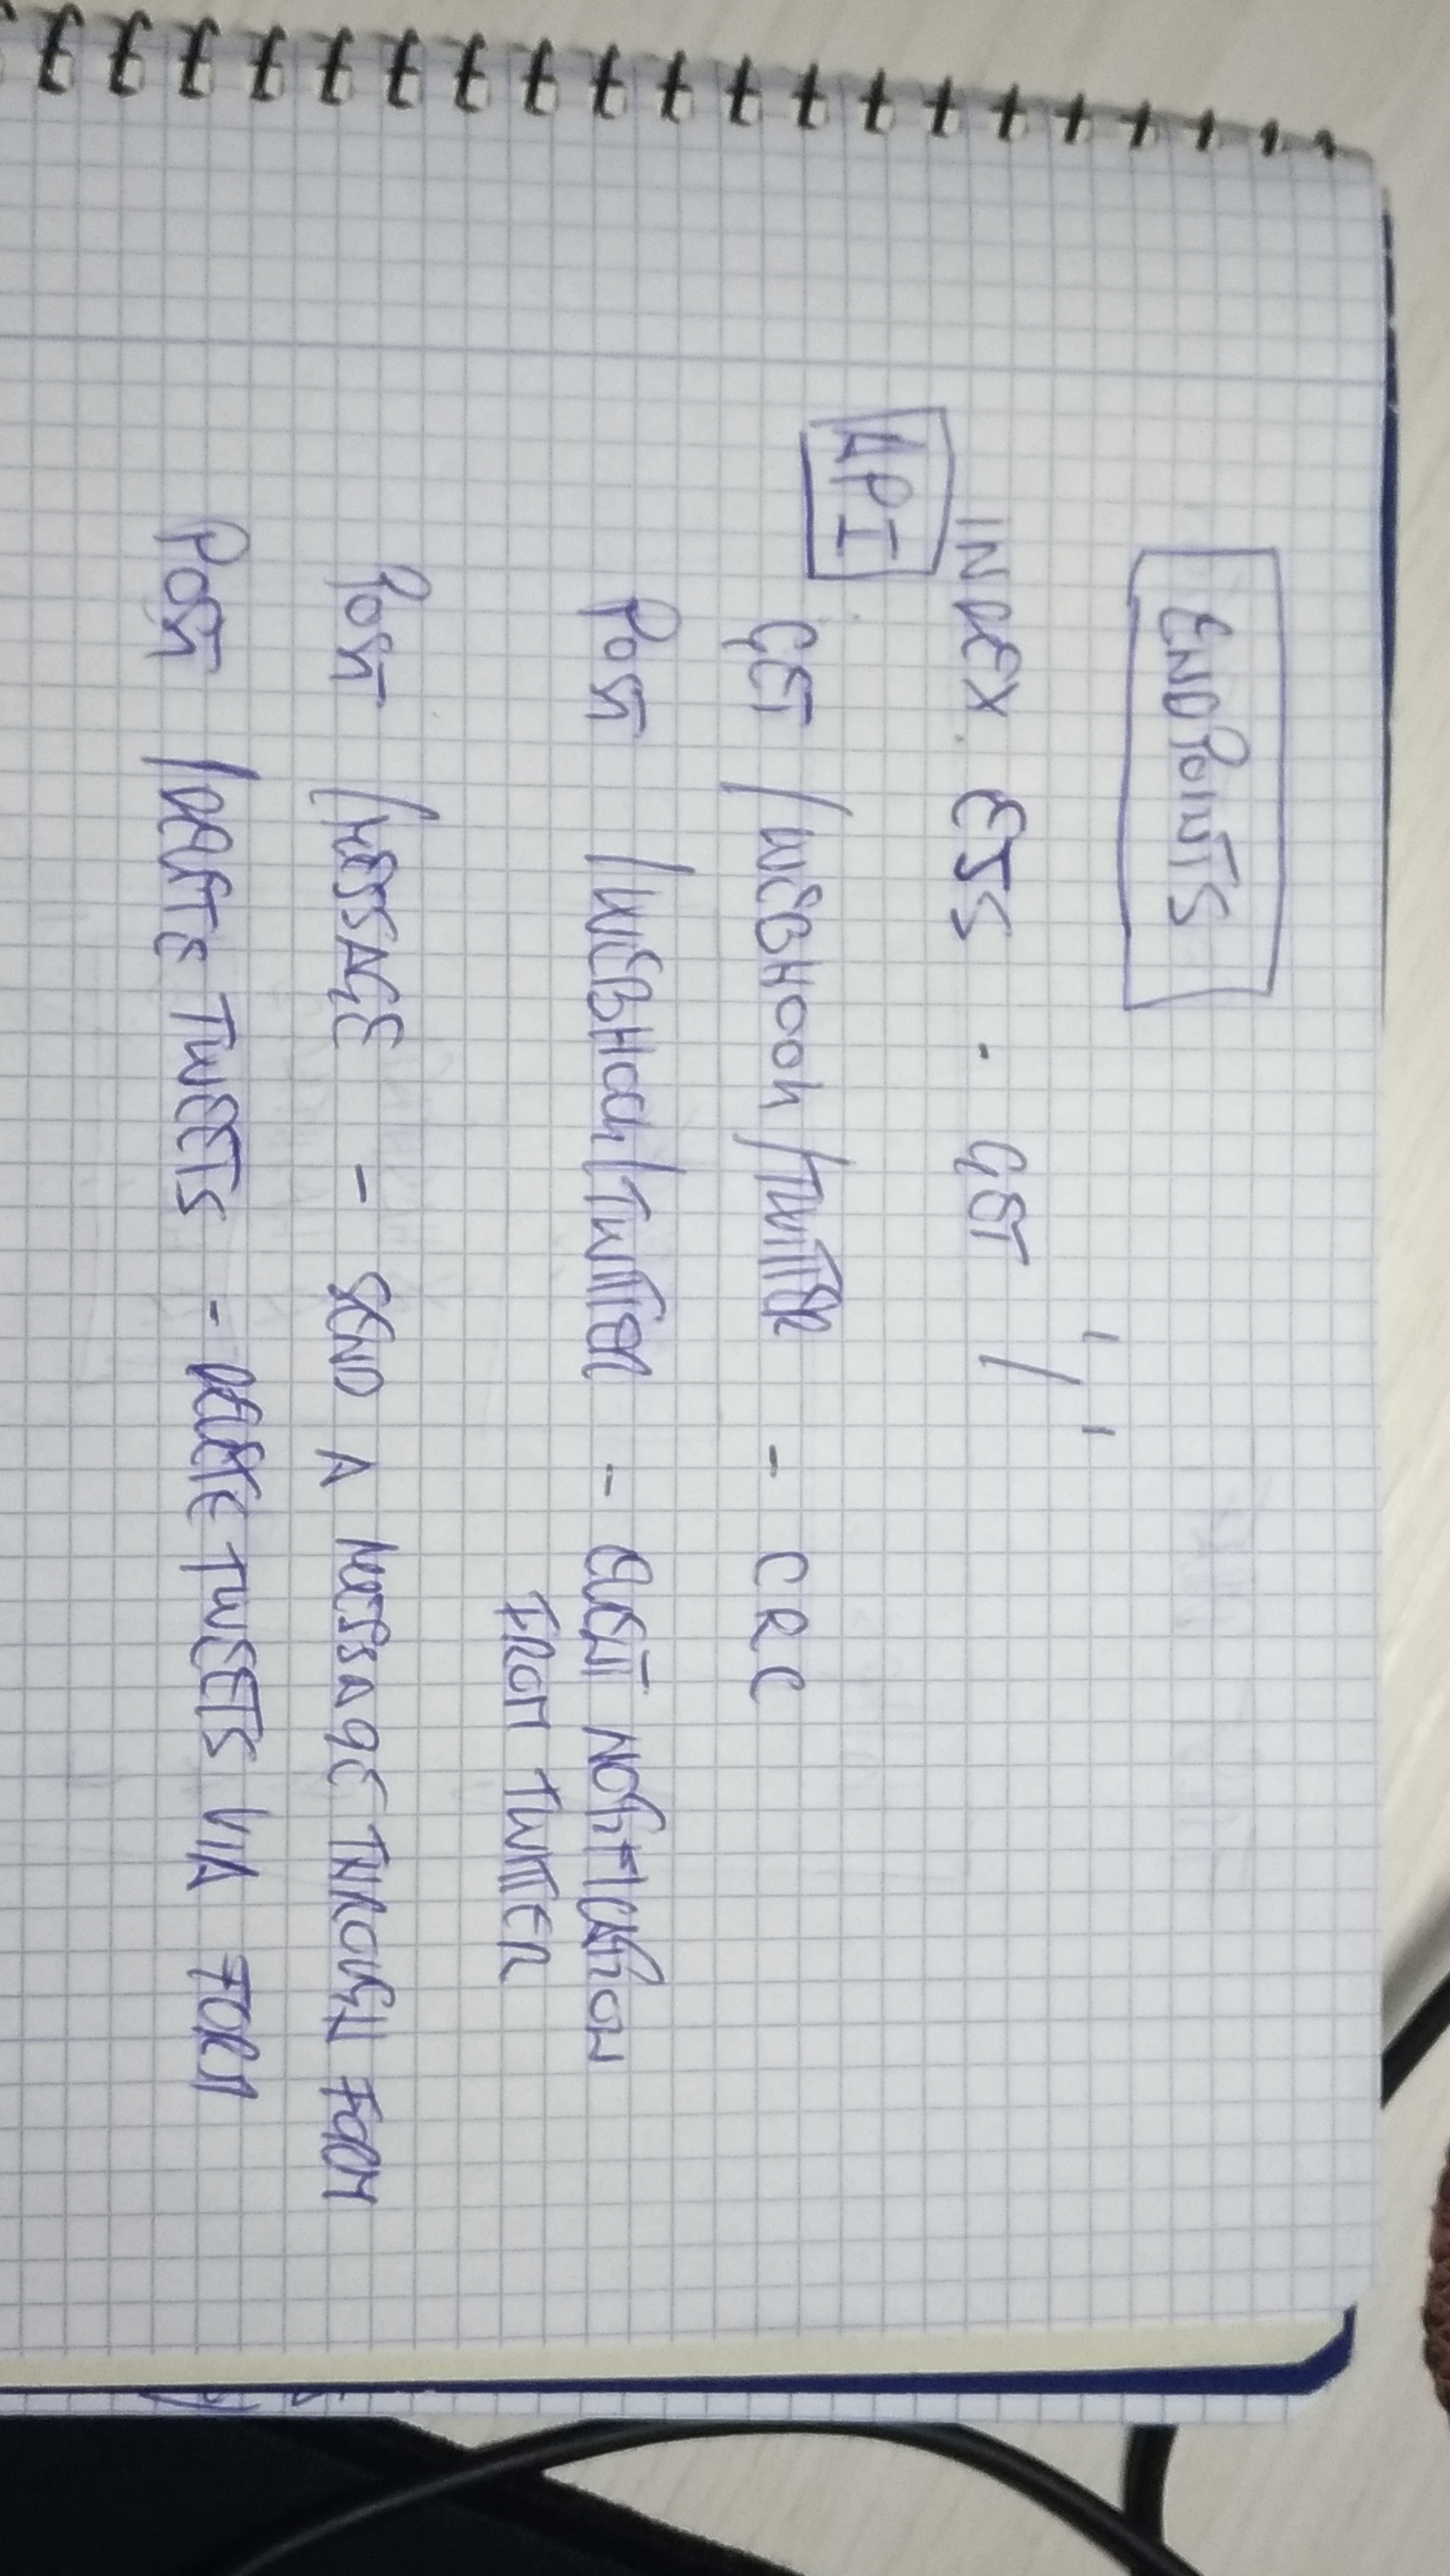 ENDPOINTS
INDEX. EJS - GET '/'
API
GET /WEBHOOK/TWITTER - CRC
POST /WEBHOOK/TWITTER - EVENT NOTIFICATION
FROM TWITTER
POST /MESSAGE - SEND A MESSAGE THROUGH FORM
POST /DELETE TWEETS - DELETE TWEETS VIA FORM